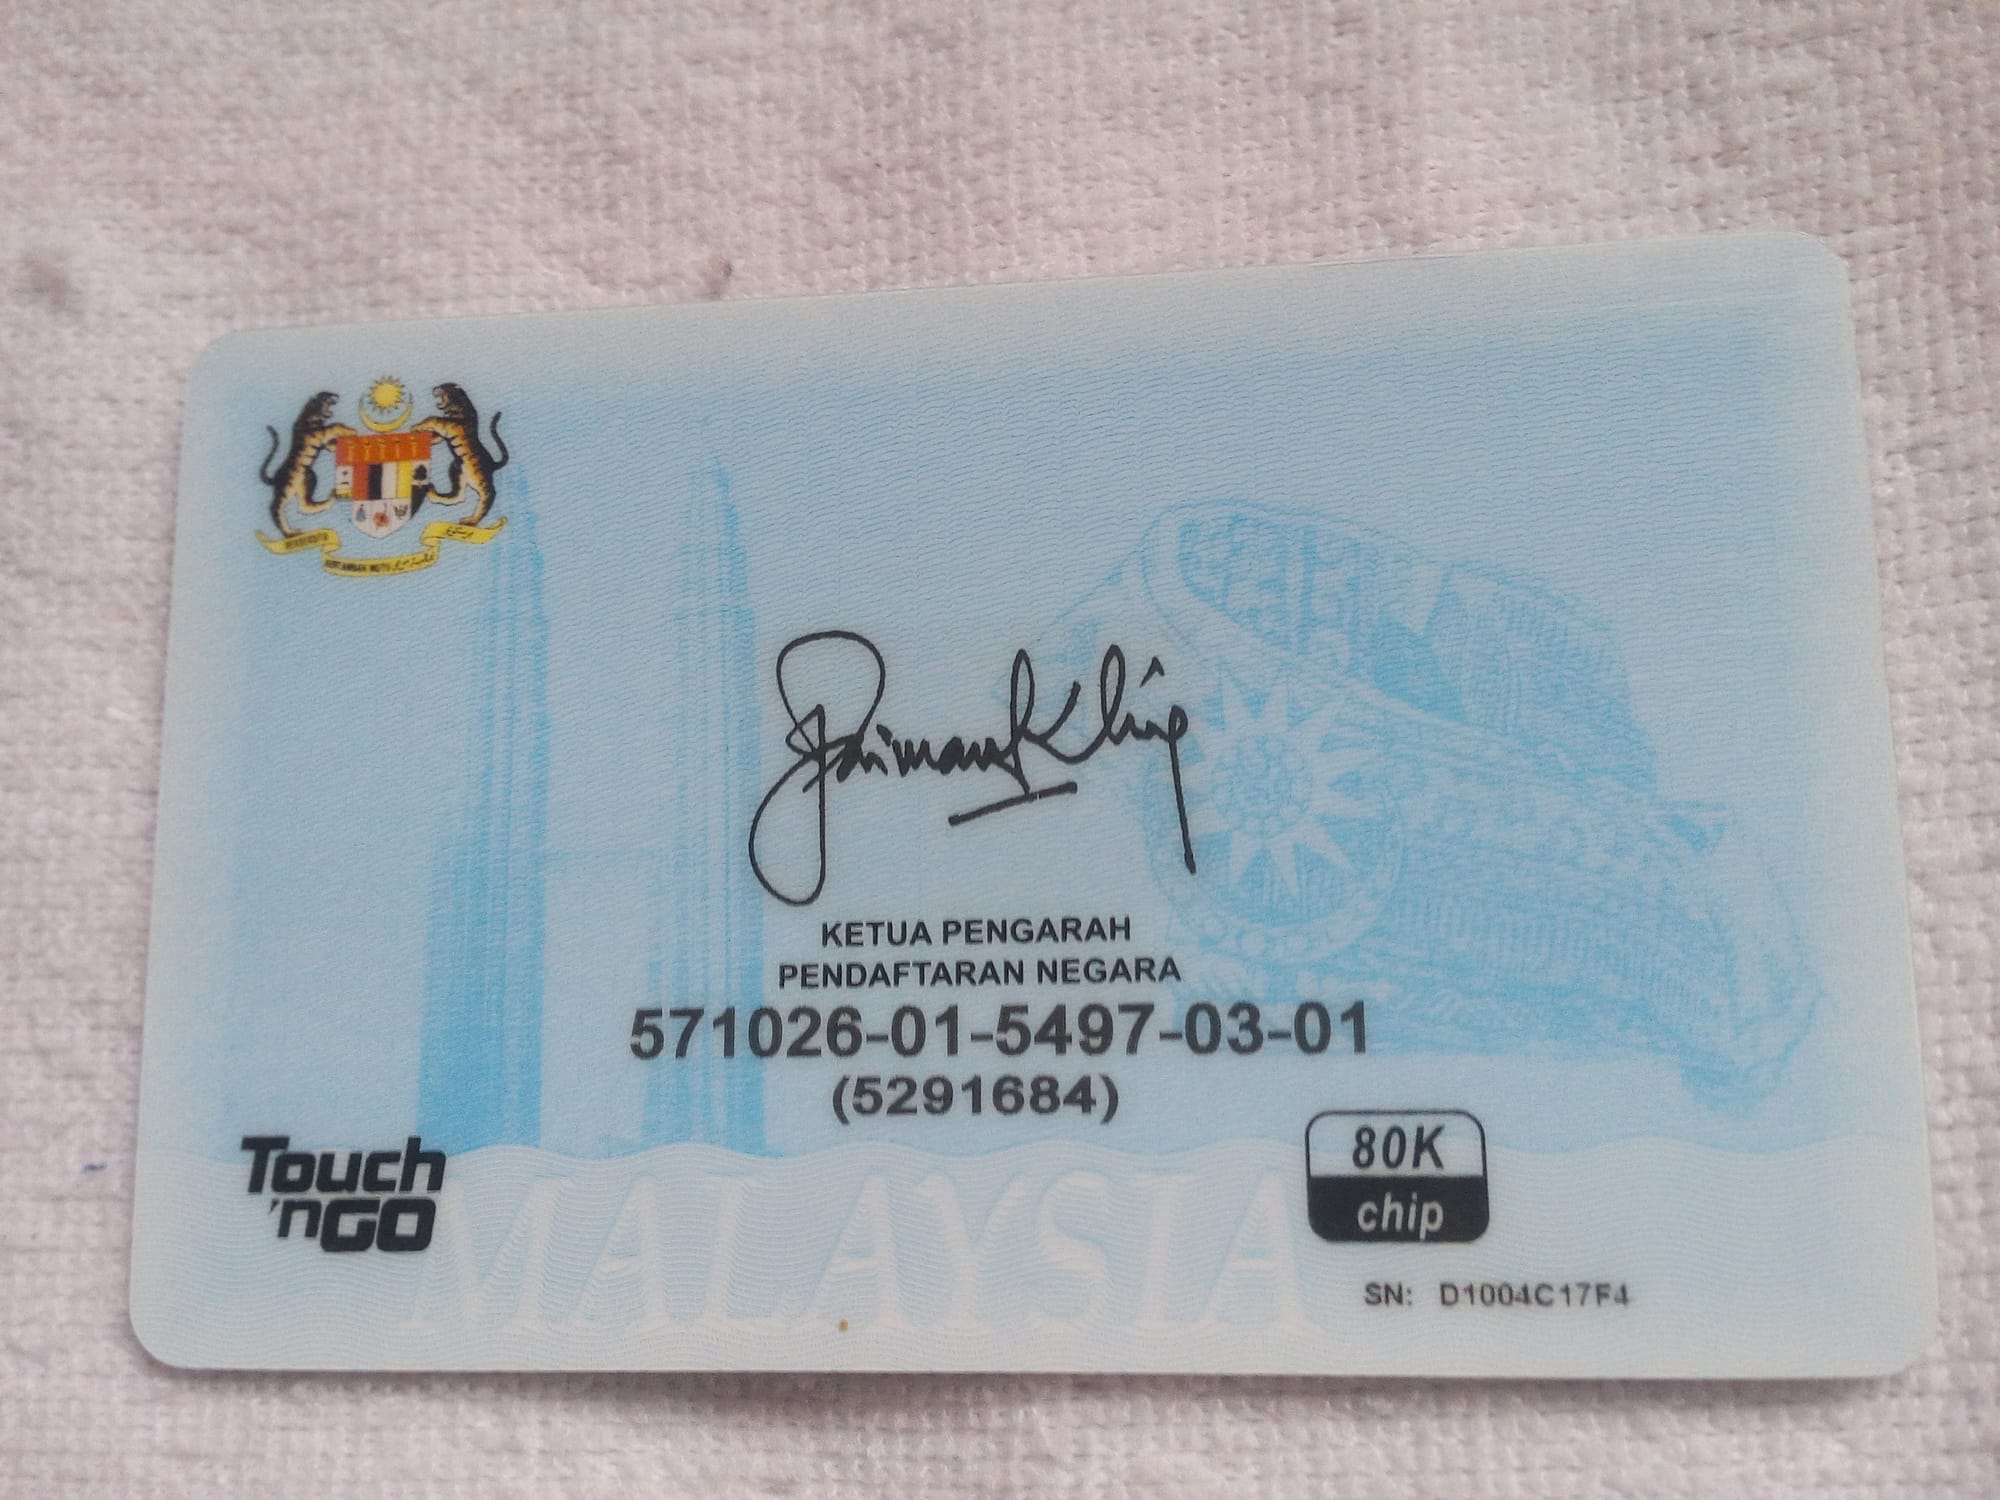 KETUA PENGARAH
PENDAFTARAN NEGARA
571026-01-5497-03-01
(5291684)
Touch
'nGO
80K
chip
MALAYSIA
SN: D1004C17F4